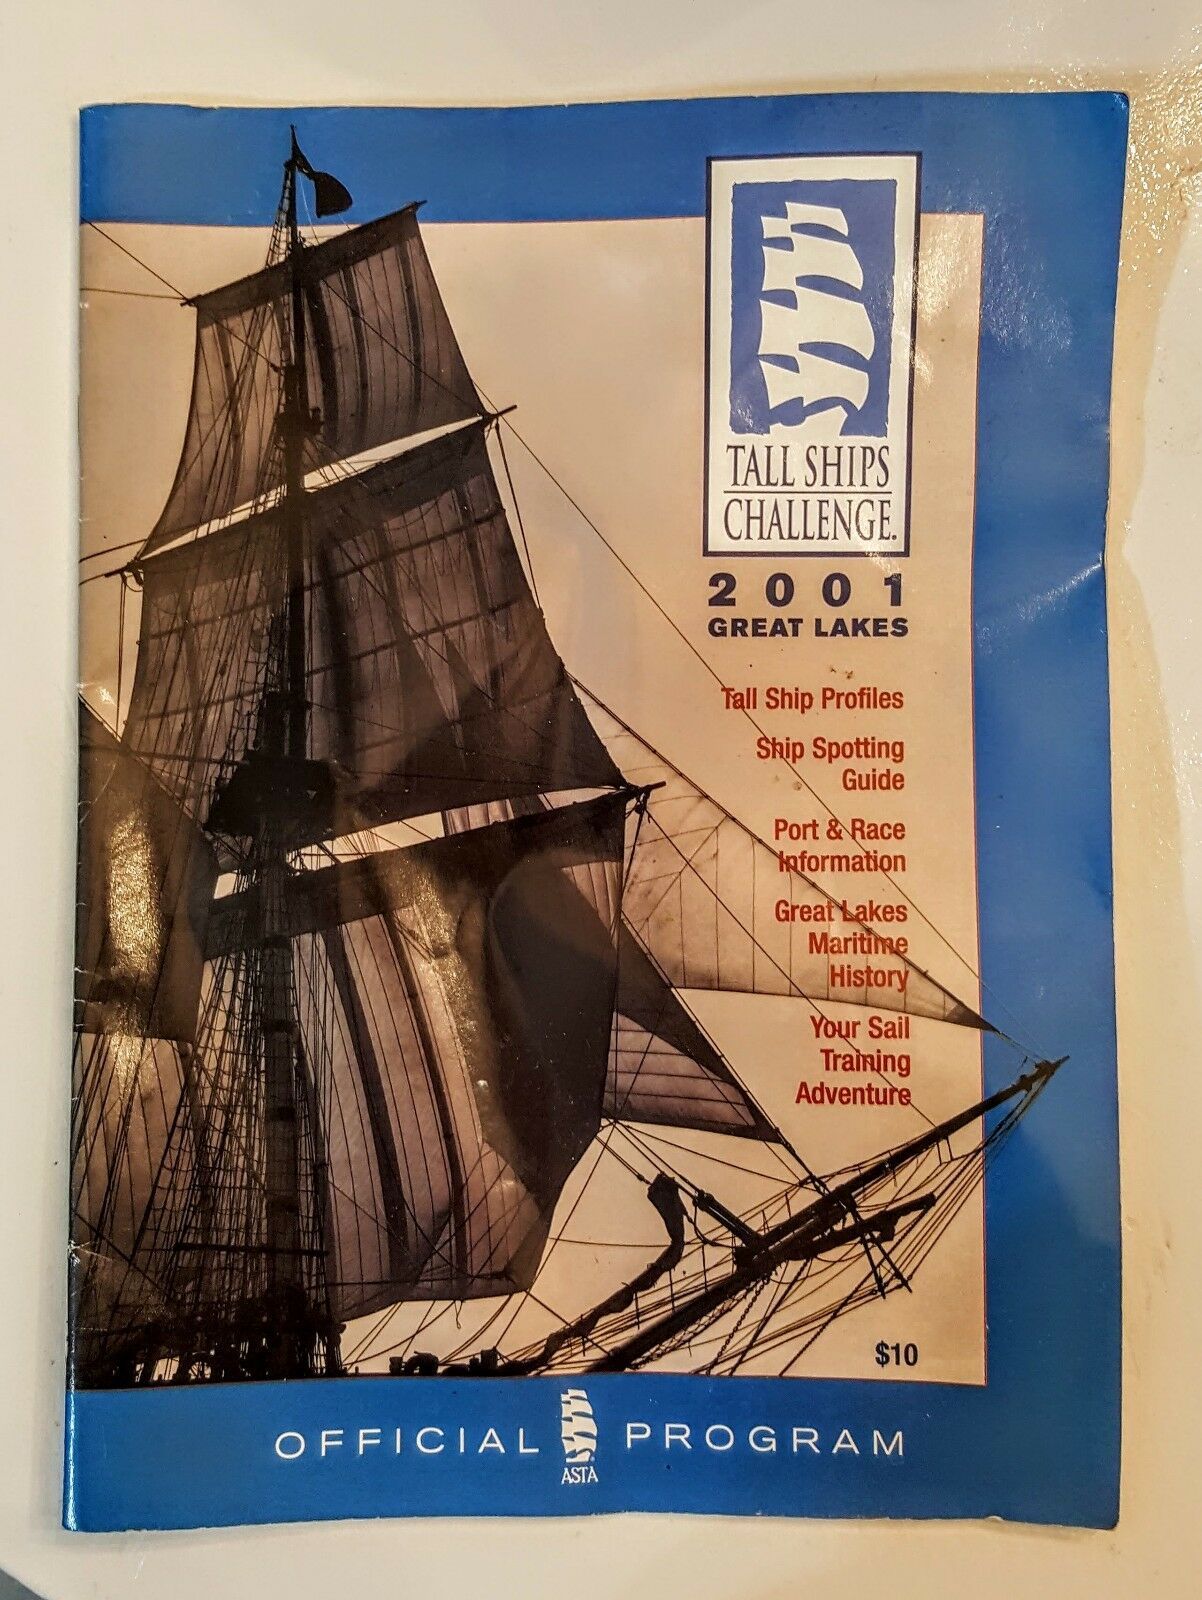 TALL SHIPS
CHALLENGE.
2001
GREAT LAKES
Tall Ship Profiles
Ship Spotting
Guide
Port & Race
Information
Great Lakes
Maritime
History
Your Sail
Training
Adventure
$10
OFFICIAL PROGRAM
ASTA